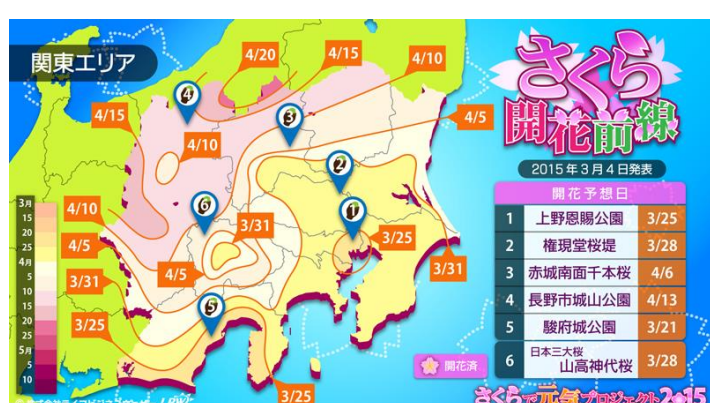 関東エリア
4/20
4/15
4/10
4/5
4/15
4/10
4
3
2
6
1
3/31
3/25
4/10
4/5
4/5
3/31
3/31
5
3/25
3/25
3月
15
20
25
4月
5
10
15
20
25
5月
5
10
開花済
さくら
開花前線
2015年3月4日発表
開花予想日
1 上野恩賜公園 3/25
2 権現堂桜堤 3/28
3 赤城南面千本桜 4/6
4 長野市城山公園 4/13
5 駿府城公園 3/21
6 日本三大桜
山高神代桜 3/28
さくらで元気プロジェクト2015